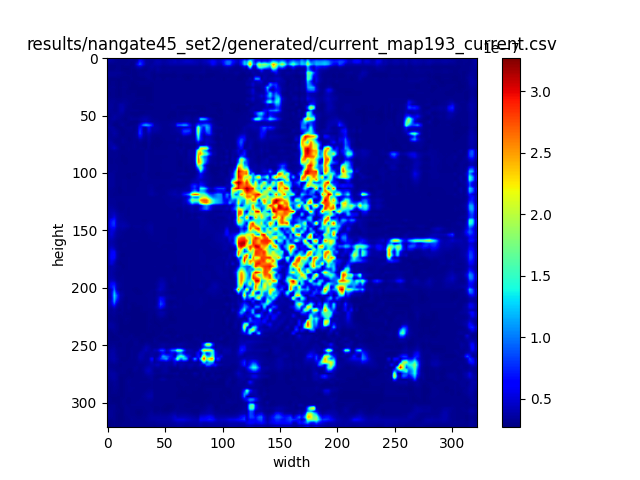 results/nangate45_set2/generated/current_map193_current.csv
1e−7
0
50
100
150
200
250
300
height
0 50 100 150 200 250 300
width
3.0
2.5
2.0
1.5
1.0
0.5